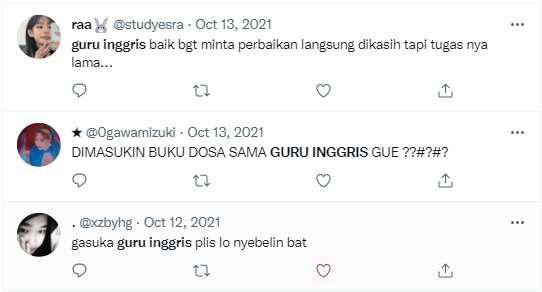 raa🐰 @studyesra · Oct 13, 2021
guru inggris baik bgt minta perbaikan langsung dikasih tapi tugas nya
lama...
★ @0gawamizuki · Oct 13, 2021
DIMASUKIN BUKU DOSA SAMA GURU INGGRIS GUE ??#?#?
. @xzbyhg · Oct 12, 2021
gasuka guru inggris plis lo nyebelin bat